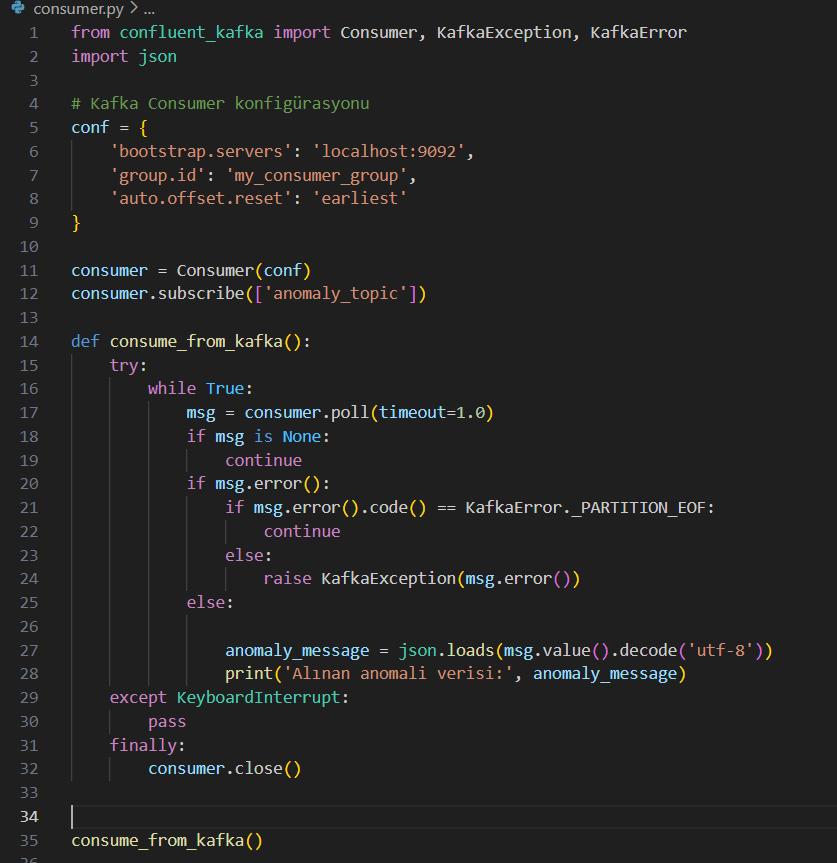 consumer.py > ...
1 from confluent_kafka import Consumer, KafkaException, KafkaError
2 import json
3
4 # Kafka Consumer konfigürasyonu
5 conf = {
6     'bootstrap.servers': 'localhost:9092',
7     'group.id': 'my_consumer_group',
8     'auto.offset.reset': 'earliest'
9 }
10
11 consumer = Consumer(conf)
12 consumer.subscribe(['anomaly_topic'])
13
14 def consume_from_kafka():
15     try:
16         while True:
17             msg = consumer.poll(timeout=1.0)
18             if msg is None:
19                 continue
20             if msg.error():
21                 if msg.error().code() == KafkaError._PARTITION_EOF:
22                     continue
23                 else:
24                     raise KafkaException(msg.error())
25             else:
26
27                 anomaly_message = json.loads(msg.value().decode('utf-8'))
28                 print('Alınan anomali verisi:', anomaly_message)
29     except KeyboardInterrupt:
30         pass
31     finally:
32         consumer.close()
33
34
35 consume_from_kafka()
36